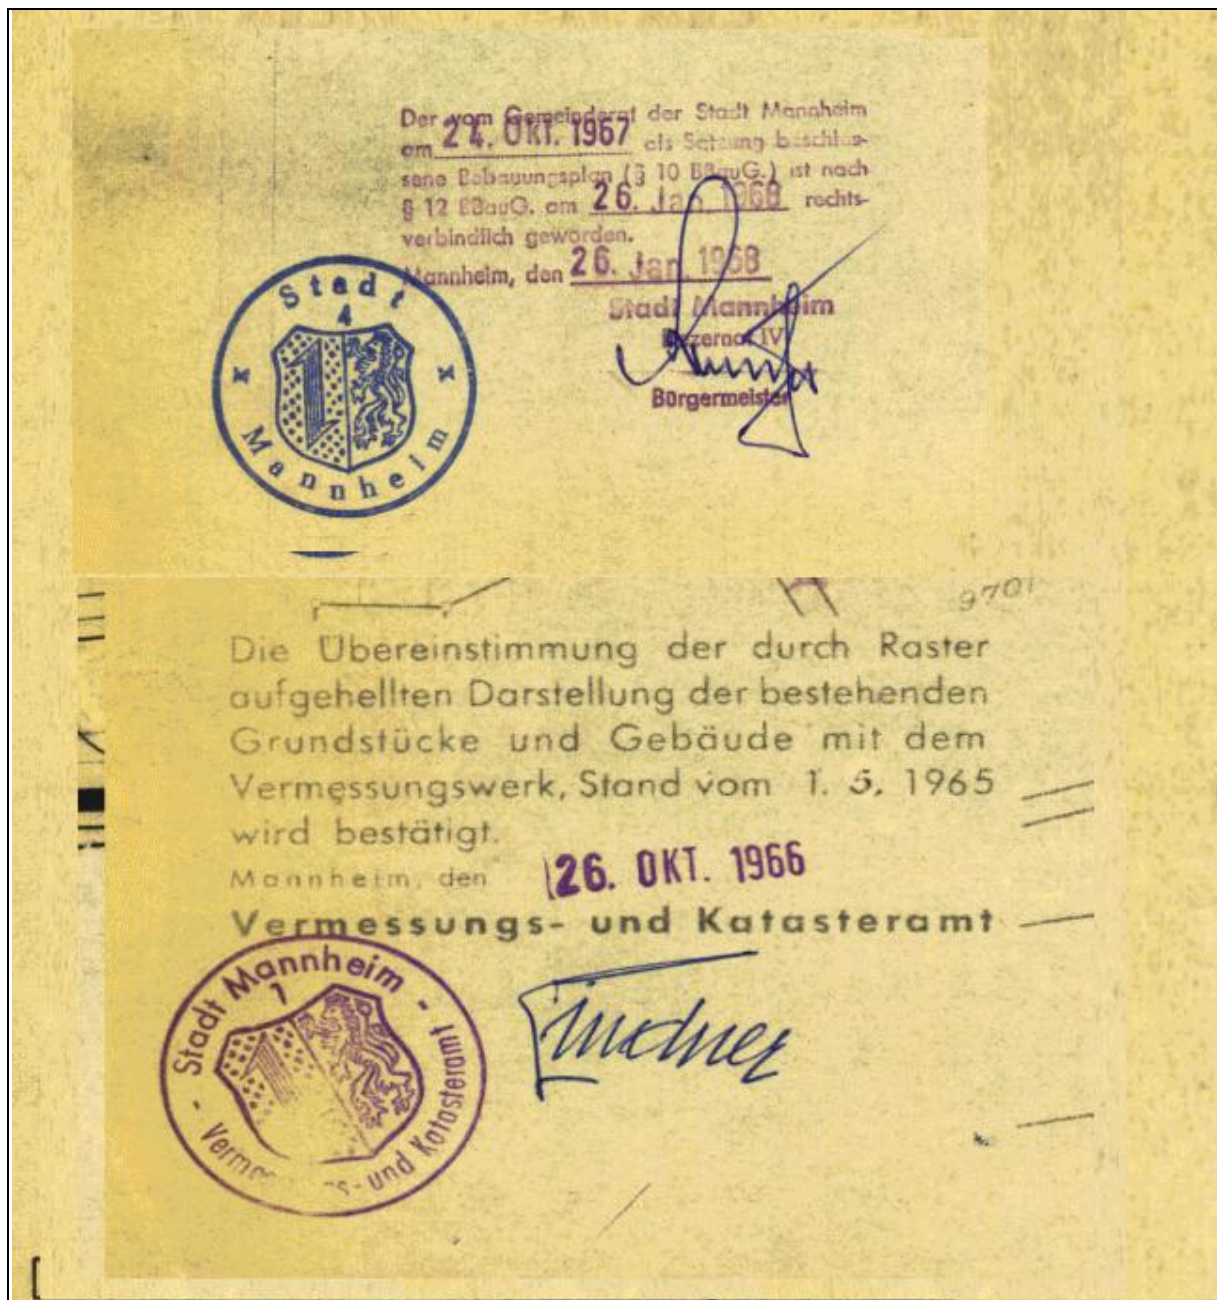 Der vom Gemeinderat der Stadt Mannheim
am 24. OKT. 1967 als Satzung beschlos-
sene Bebauungsplan (§ 10 BBauG.) ist nach
§ 12 BBauG. am 26. Jan. 1968 rechts-
verbindlich geworden.
Mannheim, den 26. Jan. 1968
Stadt Mannheim
Dezernat IV
Bürgermeister
Stadt
4
x x
Mannheim
9701
Die Übereinstimmung der durch Raster
aufgehellten Darstellung der bestehenden
Grundstücke und Gebäude mit dem
Vermessungswerk, Stand vom 1. 5. 1965
wird bestätigt.
Mannheim, den 26. OKT. 1966
Vermessungs- und Katasteramt
Stadt Mannheim -
1
- Verme s- und Katasteramt